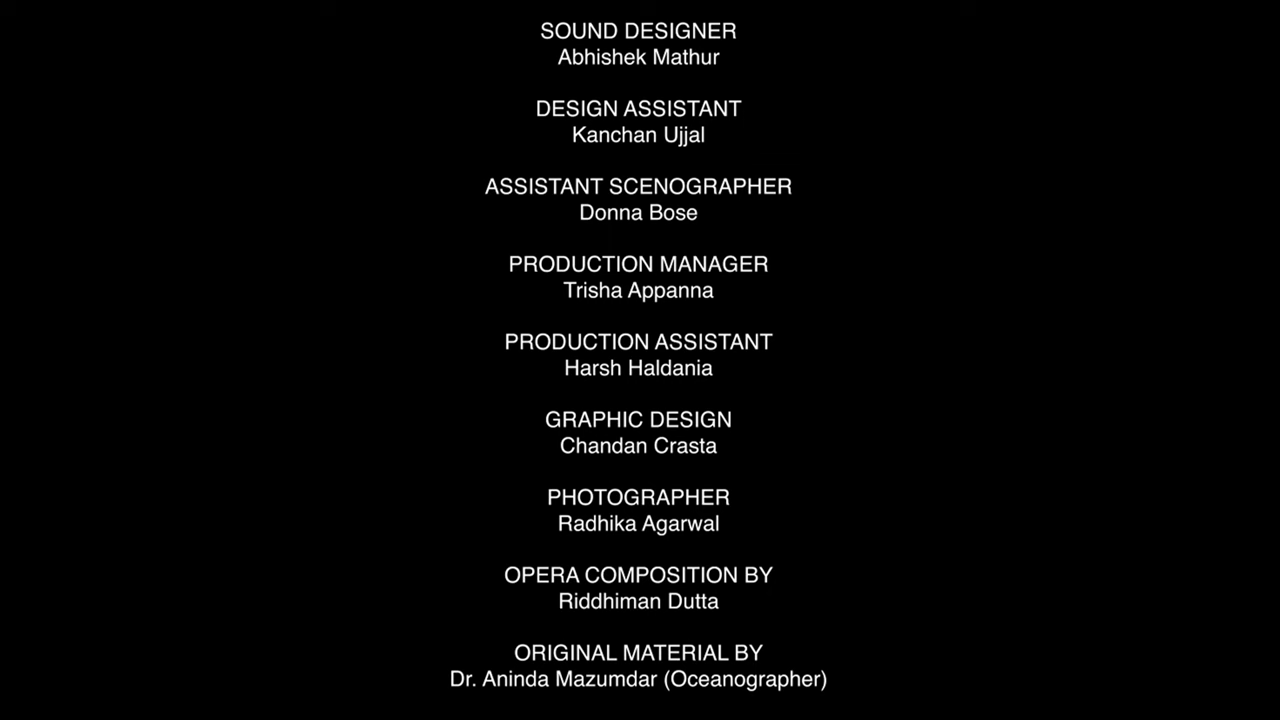 SOUND DESIGNER
Abhishek Mathur
DESIGN ASSISTANT
Kanchan Ujjal
ASSISTANT SCENOGRAPHER
Donna Bose
PRODUCTION MANAGER
Trisha Appanna
PRODUCTION ASSISTANT
Harsh Haldania
GRAPHIC DESIGN
Chandan Crasta
PHOTOGRAPHER
Radhika Agarwal
OPERA COMPOSITION BY
Riddhiman Dutta
ORIGINAL MATERIAL BY
Dr. Aninda Mazumdar (Oceanographer)